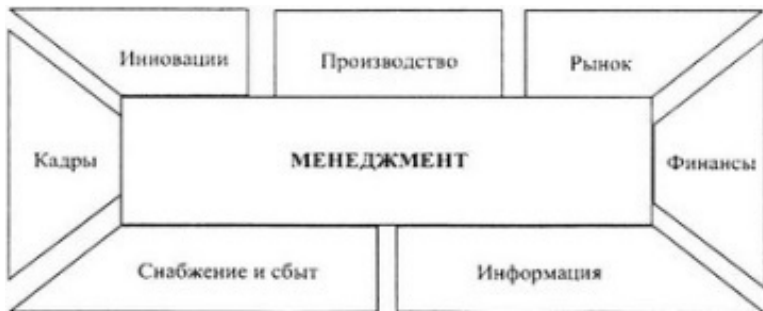 Инновации
Производство
Рынок
Кадры
МЕНЕДЖМЕНТ
Финансы
Снабжение и сбыт
Информация